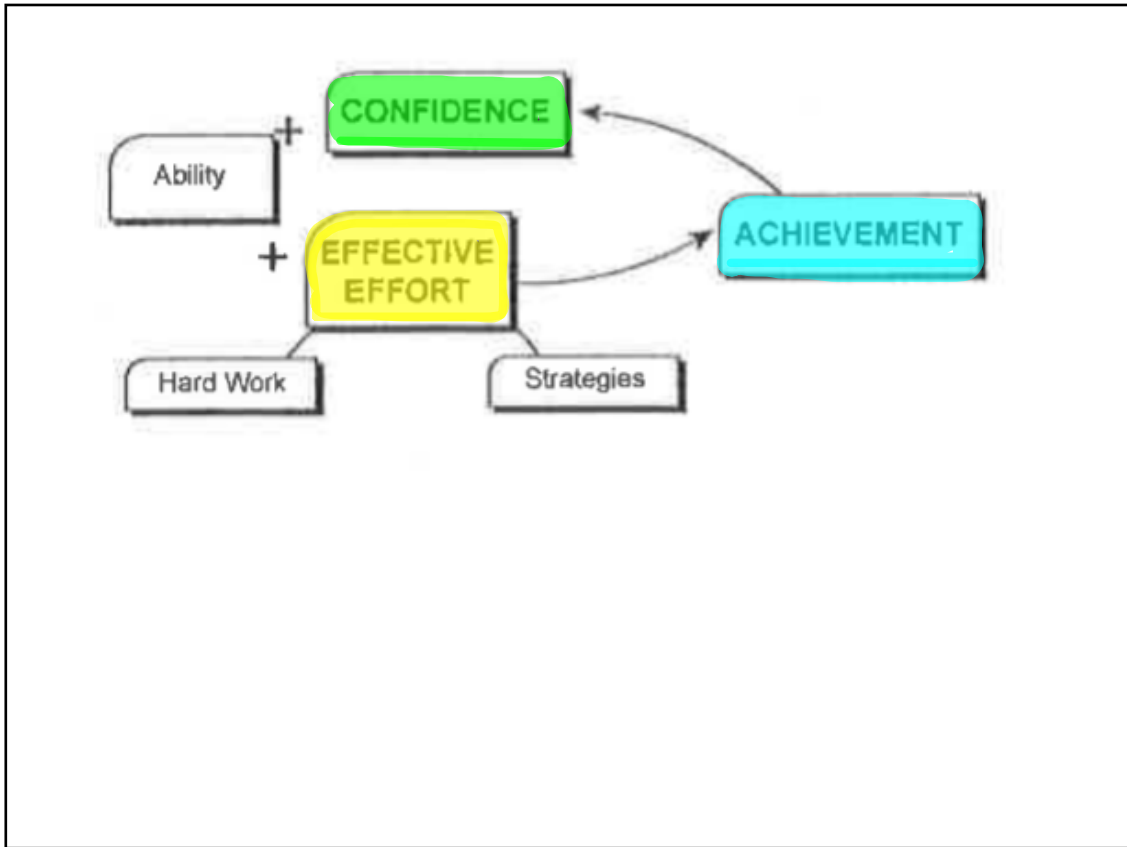 CONFIDENCE
+
Ability
+
EFFECTIVE
EFFORT
ACHIEVEMENT
Hard Work
Strategies